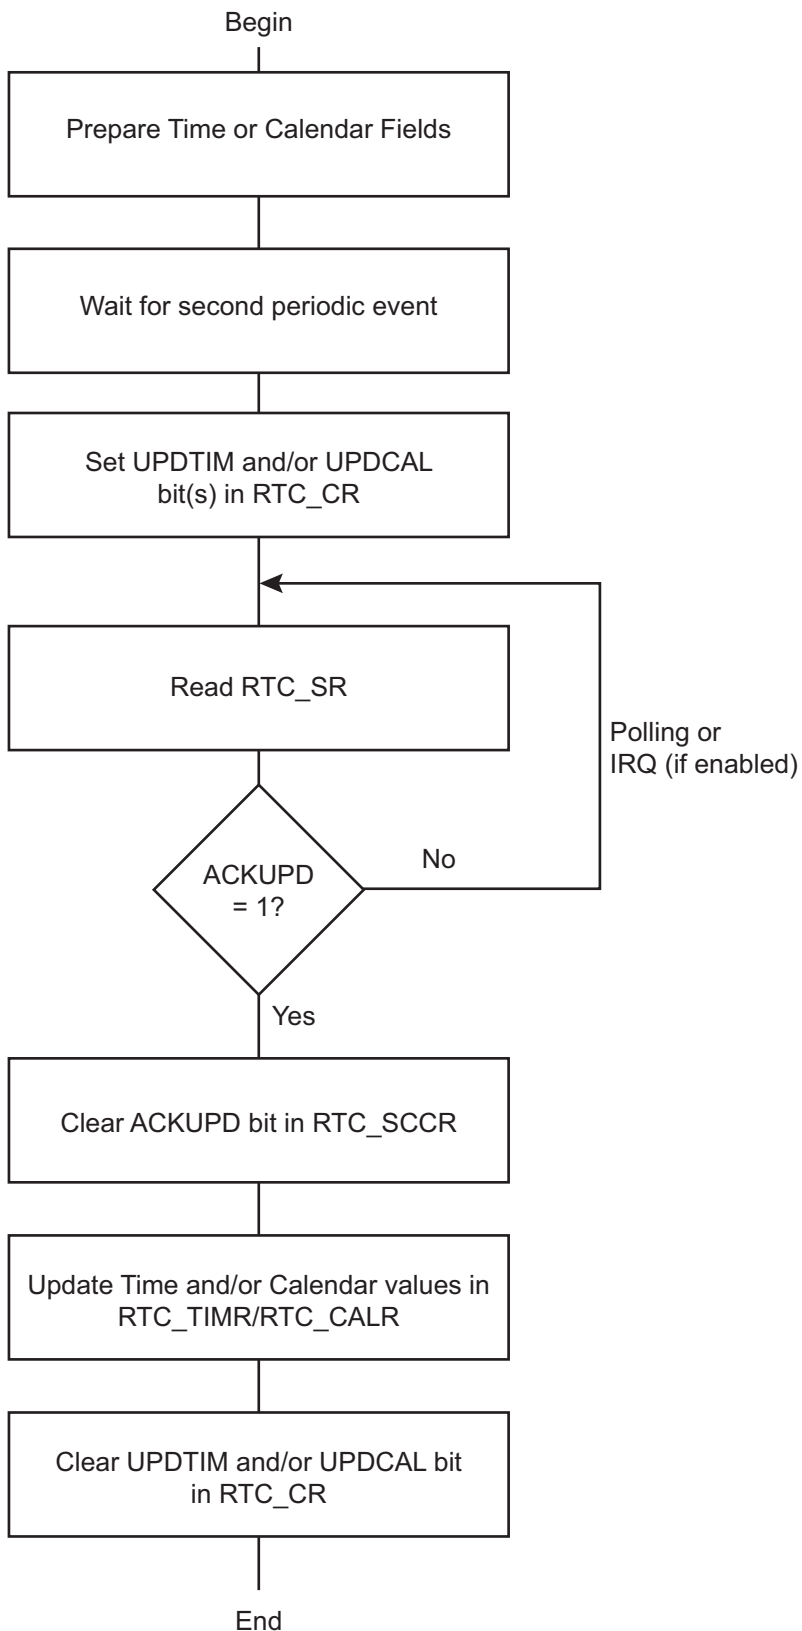 Begin
Prepare Time or Calendar Fields
Wait for second periodic event
Set UPDTIM and/or UPDCAL
bit(s) in RTC_CR
Read RTC_SR
Polling or
IRQ (if enabled)
ACKUPD
= 1?
No
Yes
Clear ACKUPD bit in RTC_SCCR
Update Time and/or Calendar values in
RTC_TIMR/RTC_CALR
Clear UPDTIM and/or UPDCAL bit
in RTC_CR
End